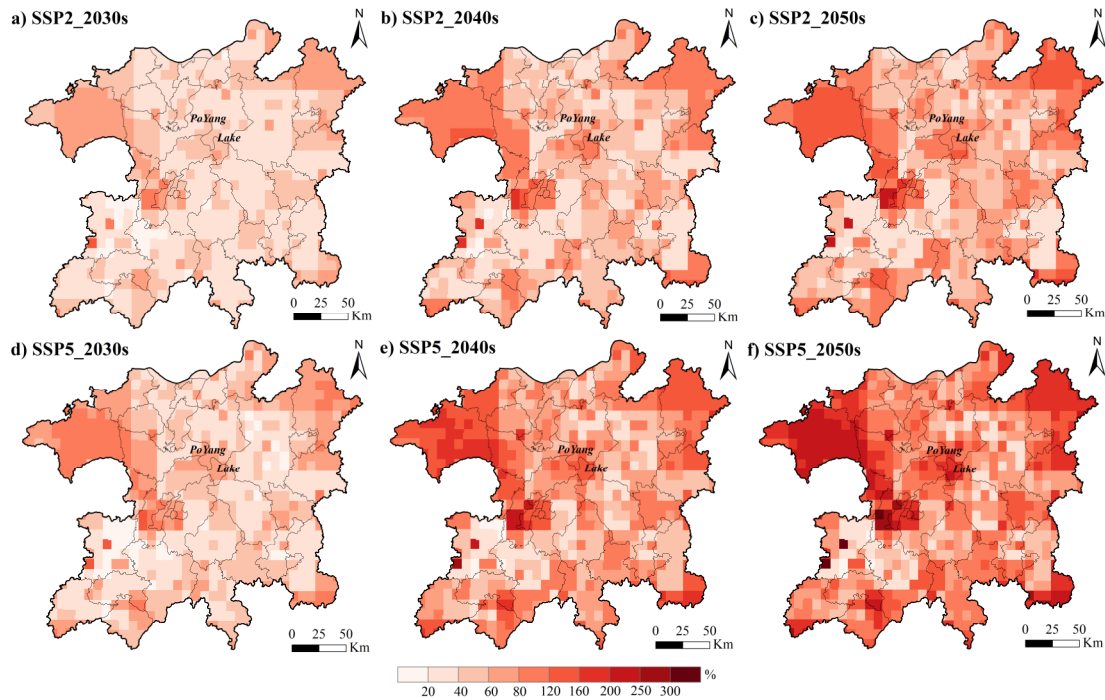 a) SSP2_2030s
N
b) SSP2_2040s
N
c) SSP2_2050s
N
PoYang
Lake
PoYang
Lake
PoYang
Lake
0 25 50
Km
0 25 50
Km
0 25 50
Km
d) SSP5_2030s
N
e) SSP5_2040s
N
f) SSP5_2050s
N
PoYang
Lake
PoYang
Lake
PoYang
Lake
0 25 50
Km
0 25 50
Km
0 25 50
Km
%
20 40 60 80 120 160 200 250 300